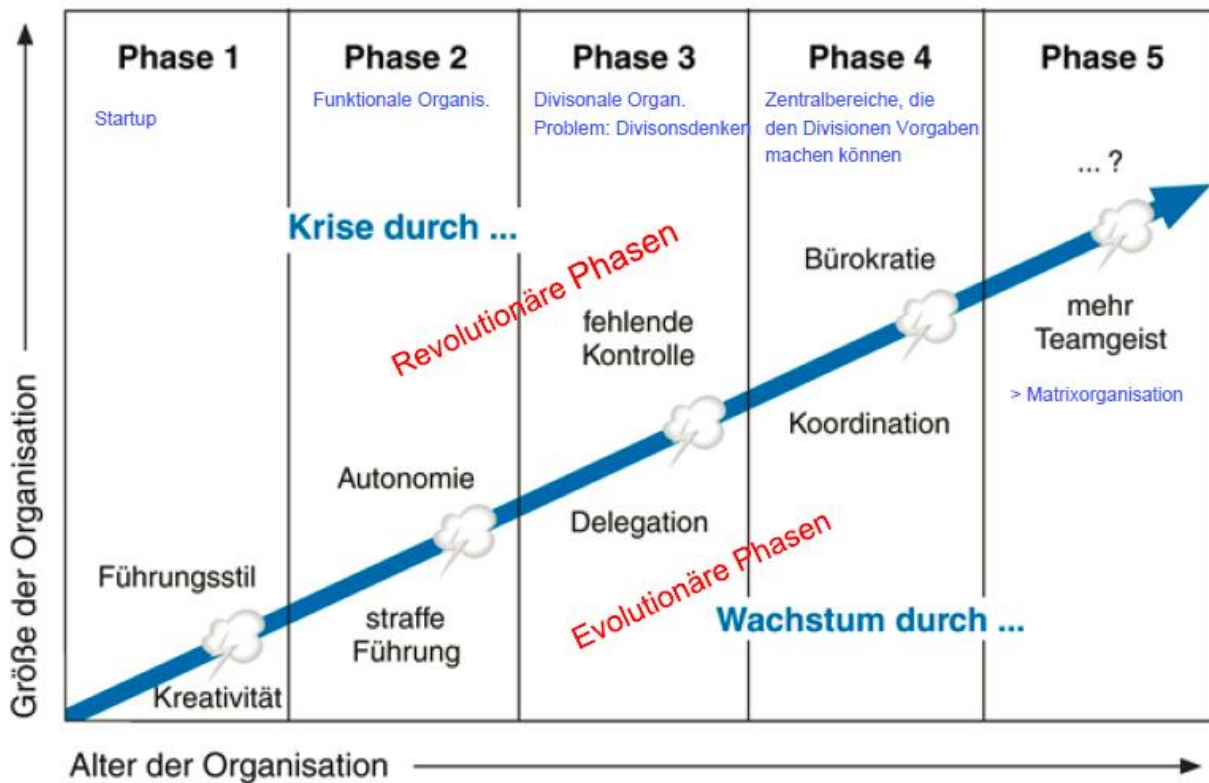 Phase 1
Phase 2
Phase 3
Phase 4
Phase 5
Startup
Funktionale Organis.
Divisonale Organ.
Problem: Divisonsdenken
Zentralbereiche, die
den Divisionen Vorgaben
machen können
... ?
Krise durch ...
Revolutionäre Phasen
Bürokratie
fehlende
Kontrolle
mehr
Teamgeist
> Matrixorganisation
Koordination
Autonomie
Delegation
Evolutionäre Phasen
Führungsstil
straffe
Führung
Wachstum durch ...
Kreativität
Größe der Organisation
Alter der Organisation